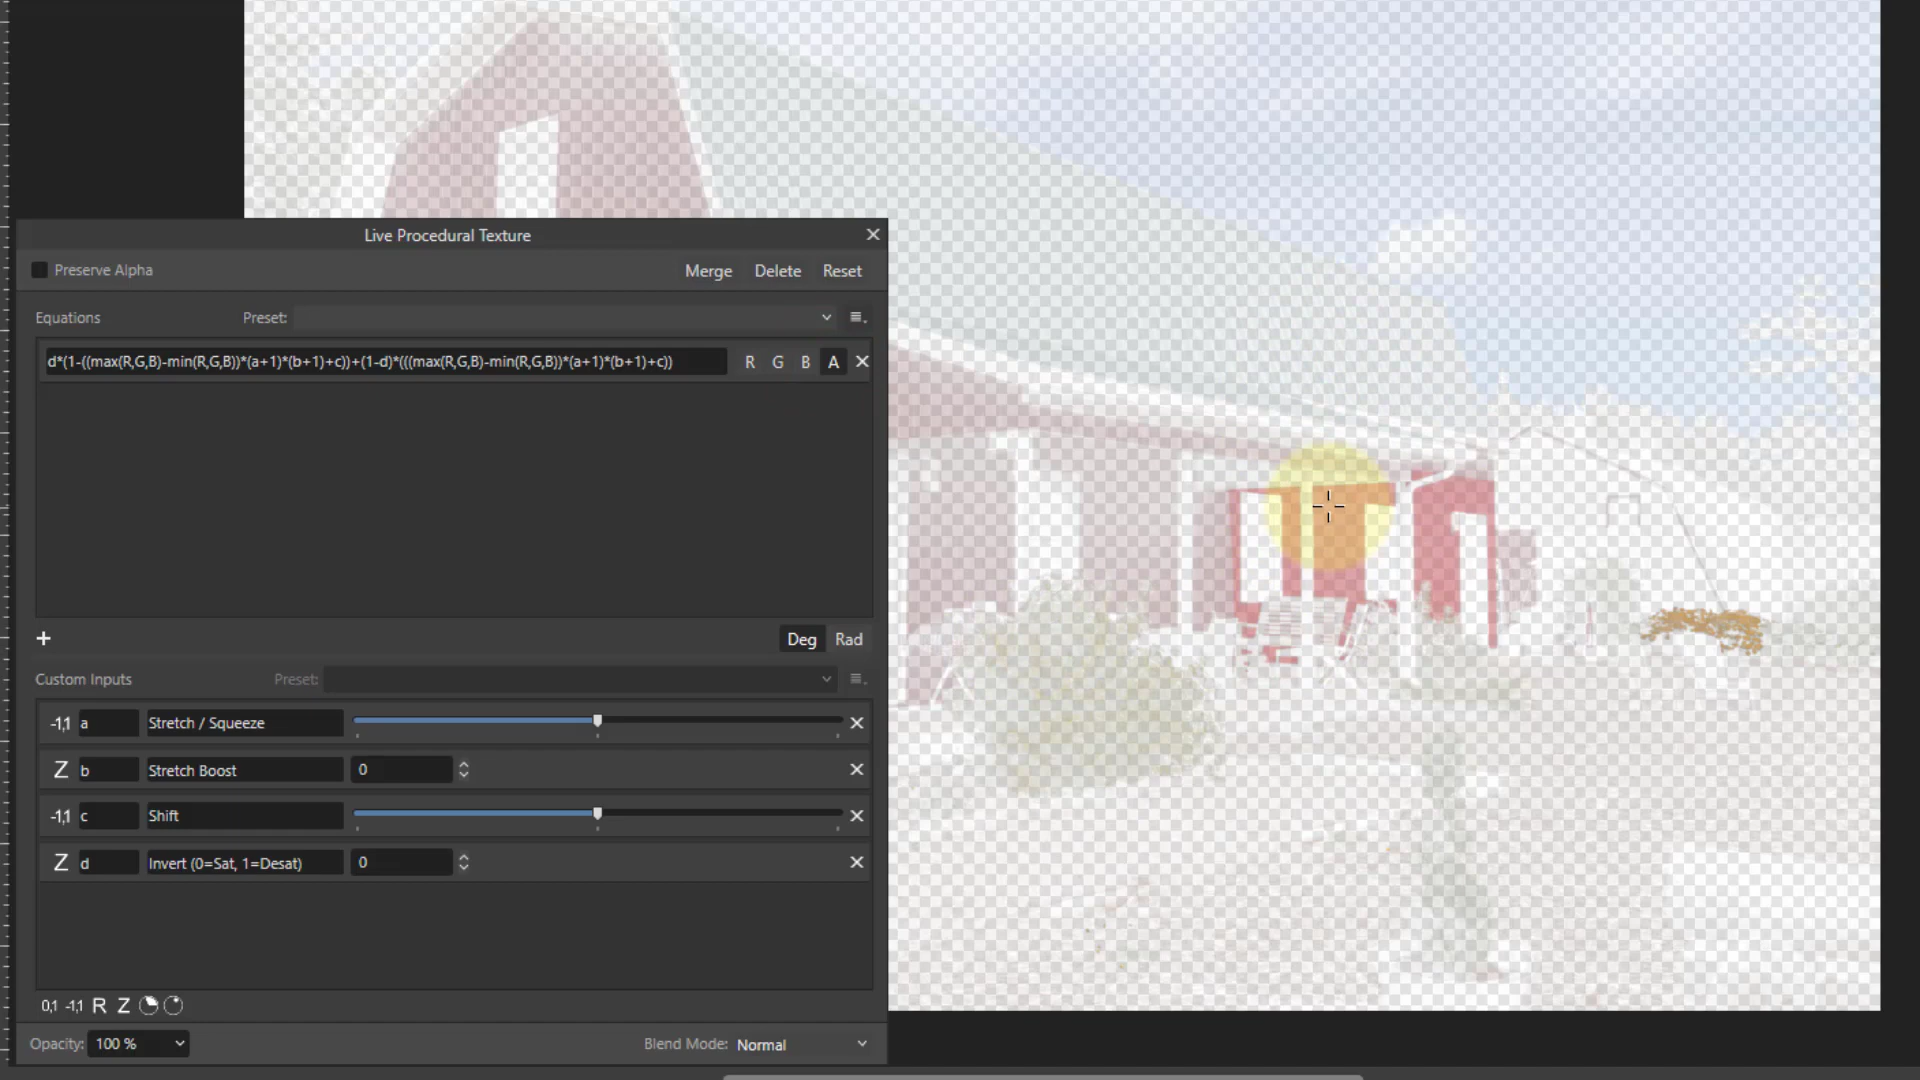 Live Procedural Texture
Preserve Alpha Merge Delete Reset
Equations Preset:
d*(1-((max(R,G,B)-min(R,G,B))*(a+1)*(b+1)+c))+(1-d)*(((max(R,G,B)-min(R,G,B))*(a+1)*(b+1)+c)) R G B A
Deg Rad
Custom Inputs Preset:
-1,1 a Stretch / Squeeze
Z b Stretch Boost 0
-1,1 c Shift
Z d Invert (0=Sat, 1=Desat) 0
0,1 -1,1 R Z
Opacity: 100 % Blend Mode: Normal